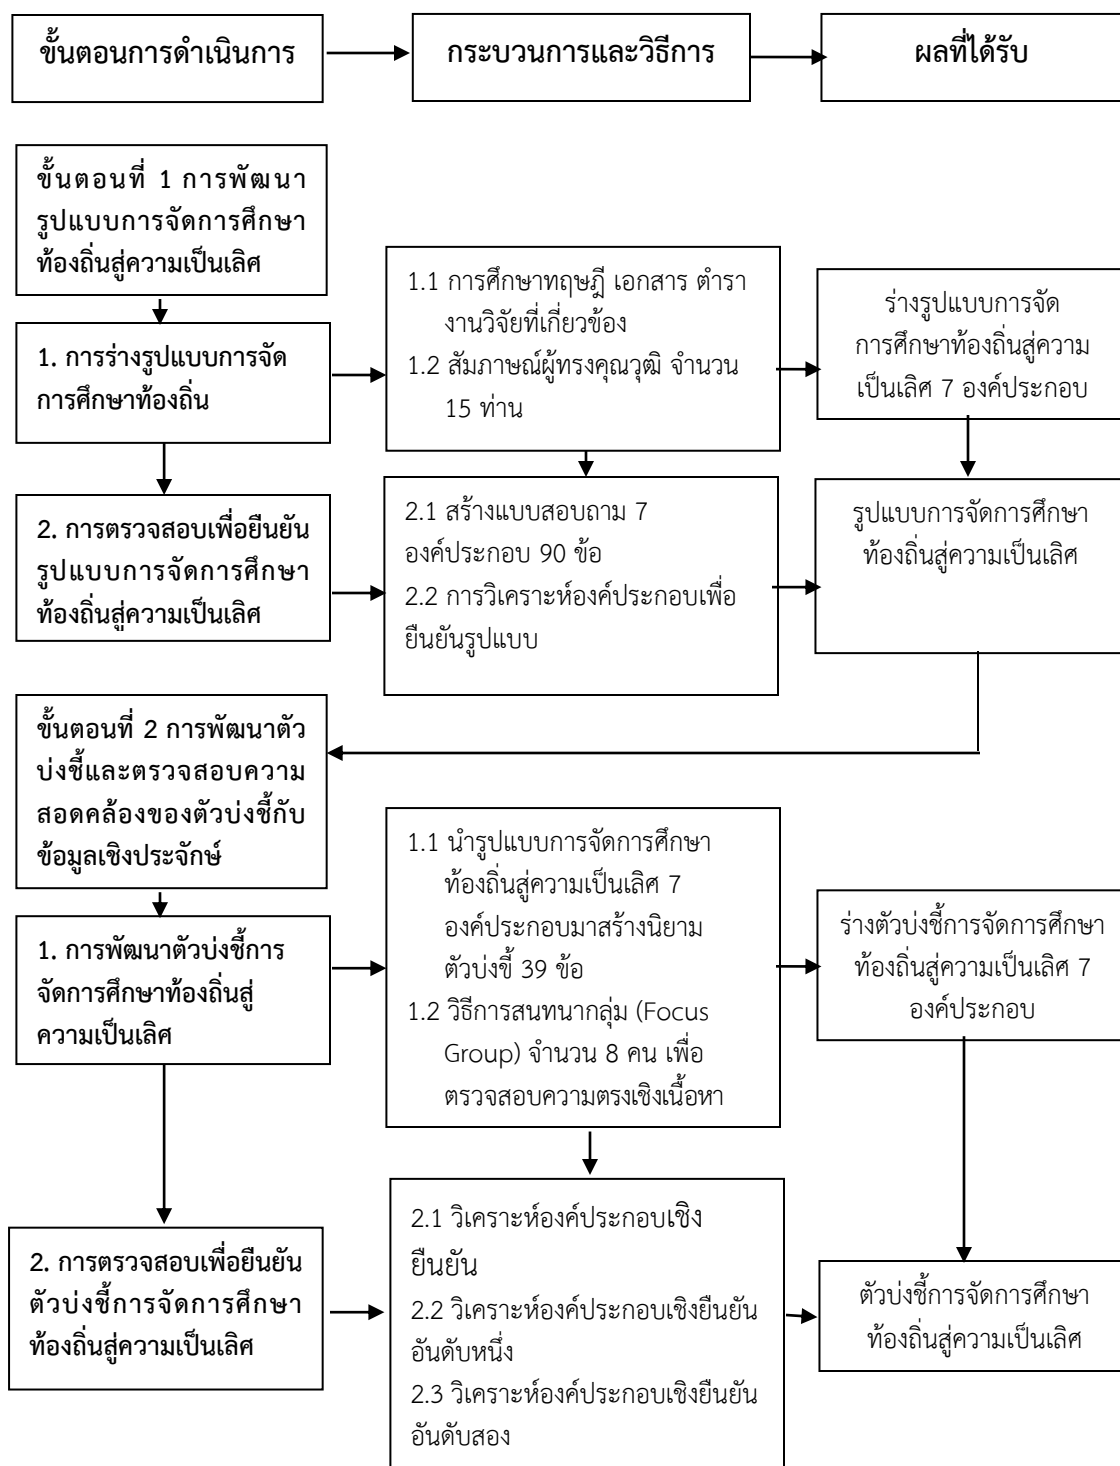 ขั้นตอนการดำเนินการ
กระบวนการและวิธีการ
ผลที่ได้รับ
ขั้นตอนที่ 1 การพัฒนา
รูปแบบการจัดการศึกษา
ท้องถิ่นสู่ความเป็นเลิศ
1. การร่างรูปแบบการจัด
การศึกษาท้องถิ่น
1.1 การศึกษาทฤษฎี เอกสาร ตำรา
งานวิจัยที่เกี่ยวข้อง
1.2 สัมภาษณ์ผู้ทรงคุณวุฒิ จำนวน
15 ท่าน
ร่างรูปแบบการจัด
การศึกษาท้องถิ่นสู่ความ
เป็นเลิศ 7 องค์ประกอบ
2. การตรวจสอบเพื่อยืนยัน
รูปแบบการจัดการศึกษา
ท้องถิ่นสู่ความเป็นเลิศ
2.1 สร้างแบบสอบถาม 7
องค์ประกอบ 90 ข้อ
2.2 การวิเคราะห์องค์ประกอบเพื่อ
ยืนยันรูปแบบ
รูปแบบการจัดการศึกษา
ท้องถิ่นสู่ความเป็นเลิศ
ขั้นตอนที่ 2 การพัฒนาตัว
บ่งชี้และตรวจสอบความ
สอดคล้องของตัวบ่งชี้กับ
ข้อมูลเชิงประจักษ์
1. การพัฒนาตัวบ่งชี้การ
จัดการศึกษาท้องถิ่นสู่
ความเป็นเลิศ
1.1 นำรูปแบบการจัดการศึกษา
ท้องถิ่นสู่ความเป็นเลิศ 7
องค์ประกอบมาสร้างนิยาม
ตัวบ่งขี้ 39 ข้อ
1.2 วิธีการสนทนากลุ่ม (Focus
Group) จำนวน 8 คน เพื่อ
ตรวจสอบความตรงเชิงเนื้อหา
ร่างตัวบ่งชี้การจัดการศึกษา
ท้องถิ่นสู่ความเป็นเลิศ 7
องค์ประกอบ
2. การตรวจสอบเพื่อยืนยัน
ตัวบ่งชี้การจัดการศึกษา
ท้องถิ่นสู่ความเป็นเลิศ
2.1 วิเคราะห์องค์ประกอบเชิง
ยืนยัน
2.2 วิเคราะห์องค์ประกอบเชิงยืนยัน
อันดับหนึ่ง
2.3 วิเคราะห์องค์ประกอบเชิงยืนยัน
อันดับสอง
ตัวบ่งชี้การจัดการศึกษา
ท้องถิ่นสู่ความเป็นเลิศ